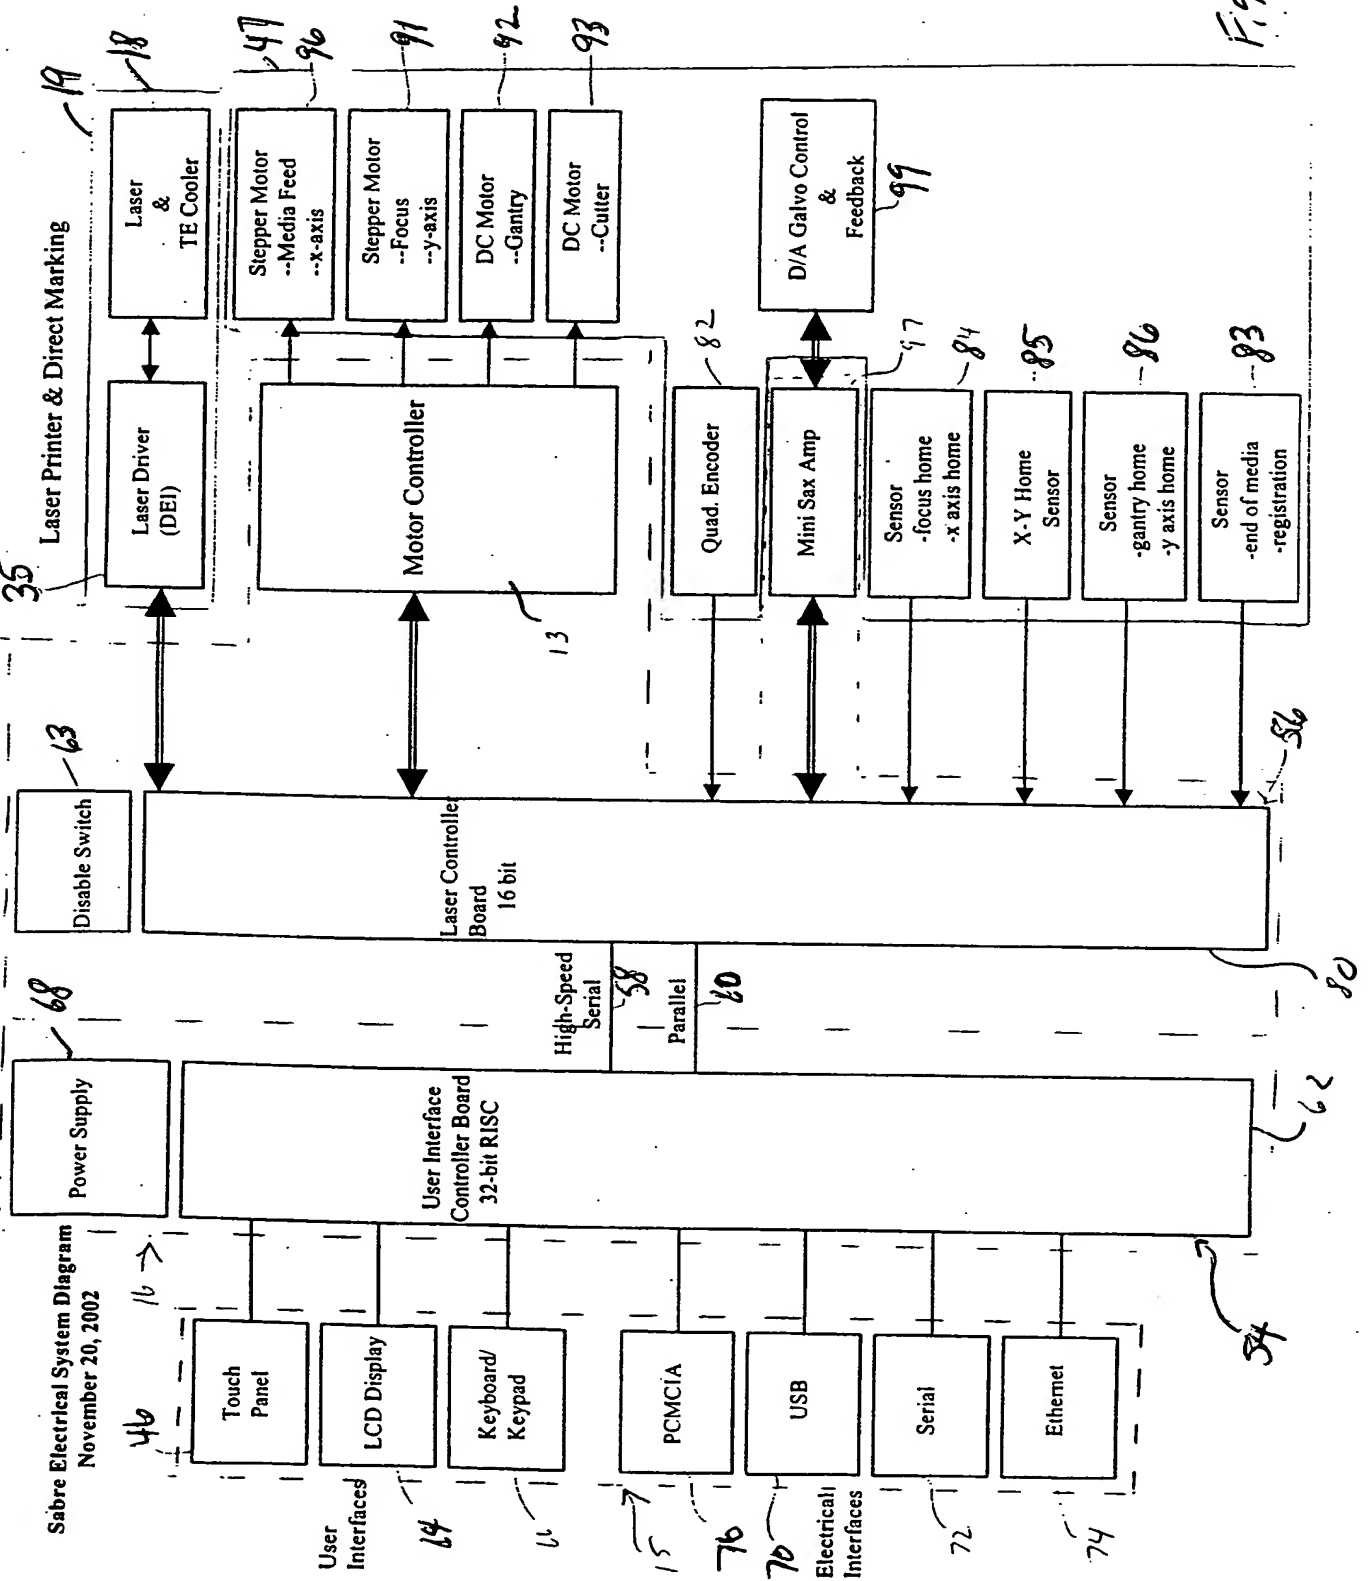 Sabre Electrical System Diagram
November 20, 2002
Laser Printer & Direct Marking
19
35
18
47
96
91
92
93
68
63
46
16
Power Supply
Disable Switch
Laser Driver
(DEI)
Laser
&
TE Cooler
Touch
Panel
LCD Display
Keyboard/
Keypad
User
Interfaces
64
User Interface
Controller Board
32-bit RISC
High-Speed
Serial
58
Parallel
60
Laser Controller
Board
16 bit
Motor Controller
13
Stepper Motor
--Media Feed
--x-axis
Stepper Motor
--Focus
--y-axis
DC Motor
--Gantry
DC Motor
--Cutter
15
PCMCIA
76
USB
70
Electrical
Interfaces
Serial
72
Ethernet
74
Quad. Encoder
82
Mini Sax Amp
97
D/A Galvo Control
&
Feedback
99
Sensor
-focus home
-x axis home
84
X-Y Home
Sensor
85
Sensor
-gantry home
-y axis home
86
Sensor
-end of media
-registration
83
54
62
80
56